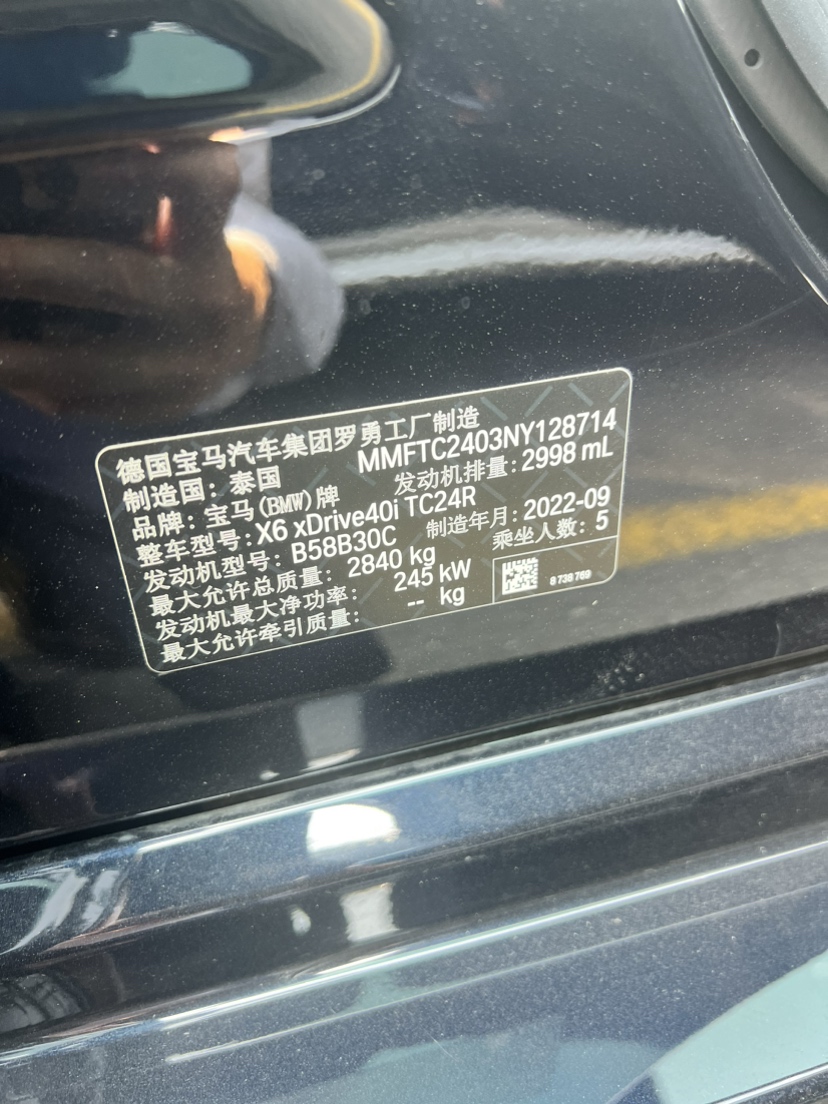 德国宝马汽车集团罗勇工厂制造
制造国：泰国 MMFTC2403NY128714
品牌：宝马(BMW)牌 发动机排量：2998 mL
整车型号：X6 xDrive40i TC24R
发动机型号：B58B30C 制造年月：2022-09
最大允许总质量： 2840 kg 乘坐人数：5
发动机最大净功率： 245 kW
最大允许牵引质量： -- kg
8 738 769